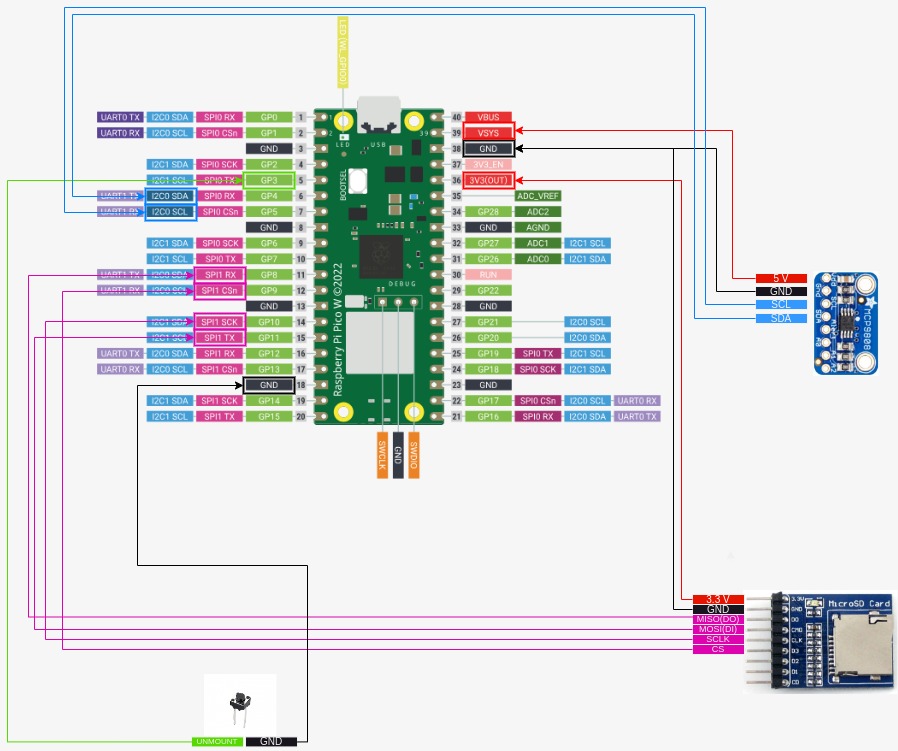 LED (WL_GPIO0)
UART0 TX I2C0 SDA SPI0 RX GP0 1
UART0 RX I2C0 SCL SPI0 CSn GP1 2
GND 3
I2C1 SDA SPI0 SCK GP2 4
I2C1 SCL SPI0 TX GP3 5
UART1 TX I2C0 SDA SPI0 RX GP4 6
UART1 RX I2C0 SCL SPI0 CSn GP5 7
GND 8
I2C1 SDA SPI0 SCK GP6 9
I2C1 SCL SPI0 TX GP7 10
UART1 TX I2C0 SDA SPI1 RX GP8 11
UART1 RX I2C0 SCL SPI1 CSn GP9 12
GND 13
I2C1 SDA SPI1 SCK GP10 14
I2C1 SCL SPI1 TX GP11 15
UART0 TX I2C0 SDA SPI1 RX GP12 16
UART0 RX I2C0 SCL SPI1 CSn GP13 17
GND 18
I2C1 SDA SPI1 SCK GP14 19
I2C1 SCL SPI1 TX GP15 20
1
2
39
LED
USB
BOOTSEL
DEBUG
Raspberry Pi Pico W ©2022
40 VBUS
39 VSYS
38 GND
37 3V3_EN
36 3V3(OUT)
35 ADC_VREF
34 GP28 ADC2
33 GND AGND
32 GP27 ADC1 I2C1 SCL
31 GP26 ADC0 I2C1 SDA
30 RUN
29 GP22
28 GND
27 GP21 I2C0 SCL
26 GP20 I2C0 SDA
25 GP19 SPI0 TX I2C1 SCL
24 GP18 SPI0 SCK I2C1 SDA
23 GND
22 GP17 SPI0 CSn I2C0 SCL UART0 RX
21 GP16 SPI0 RX I2C0 SDA UART0 TX
SWCLK
GND
SWDIO
5 V
GND
SCL
SDA
MCP9808
Gnd
SCL
SDA
A0
3.3 V
GND
MISO(DO)
MOSI(DI)
SCLK
CS
3.3V
GND
D0
CMD
CLK
D3
D2
D1
CD
MicroSD Card
UNMOUNT
GND